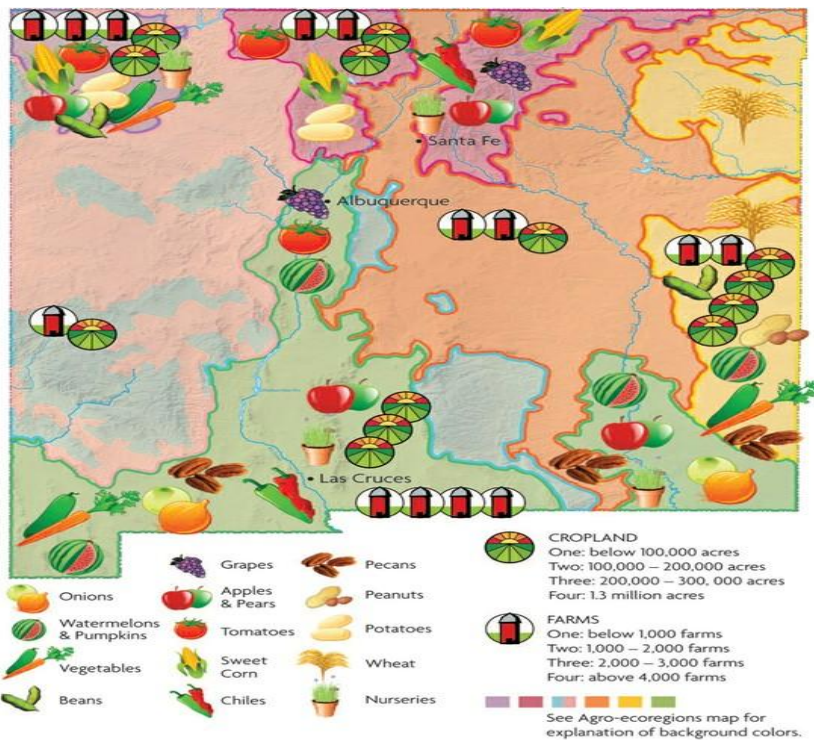 Santa Fe
Albuquerque
Las Cruces
Grapes
Pecans
Onions
Apples
& Pears
Peanuts
Watermelons
& Pumpkins
Tomatoes
Potatoes
Vegetables
Sweet
Corn
Wheat
Beans
Chiles
Nurseries
CROPLAND
One: below 100,000 acres
Two: 100,000 – 200,000 acres
Three: 200,000 – 300, 000 acres
Four: 1.3 million acres
FARMS
One: below 1,000 farms
Two: 1,000 – 2,000 farms
Three: 2,000 – 3,000 farms
Four: above 4,000 farms
See Agro-ecoregions map for
explanation of background colors.